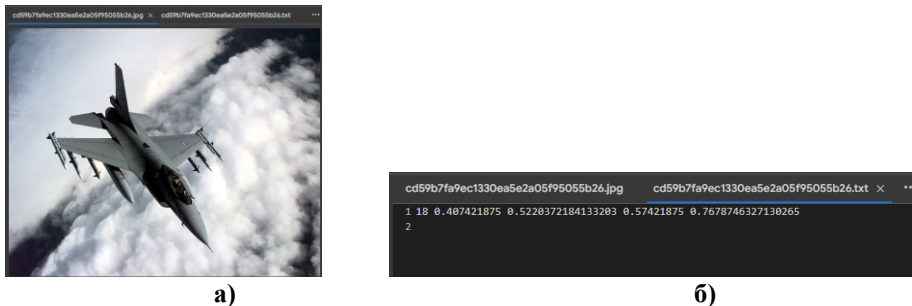 cd59b7fa9ec1330ea5e2a05f95055b26.jpg × cd59b7fa9ec1330ea5e2a05f95055b26.txt ···
а)
cd59b7fa9ec1330ea5e2a05f95055b26.jpg cd59b7fa9ec1330ea5e2a05f95055b26.txt × ··
1 18 0.407421875 0.5220372184133203 0.57421875 0.7678746327130265
2
б)